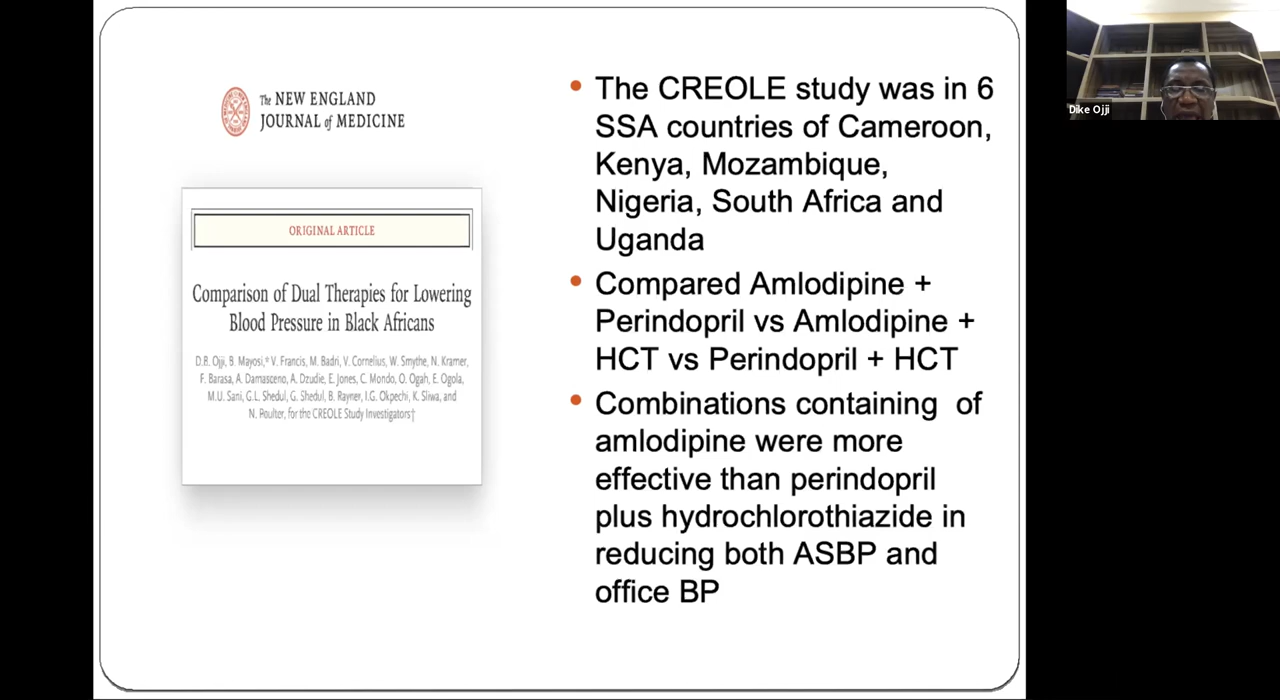 The NEW ENGLAND
JOURNAL of MEDICINE
ORIGINAL ARTICLE
Comparison of Dual Therapies for Lowering
Blood Pressure in Black Africans
D.B. Ojji, B. Mayosi,* V. Francis, M. Badri, V. Cornelius, W. Smythe, N. Kramer,
F. Barasa, A. Damasceno, A. Dzudie, E. Jones, C. Mondo, O. Ogah, E. Ogola,
M.U. Sani, G.L. Shedul, G. Shedul, B. Rayner, I.G. Okpechi, K. Sliwa, and
N. Poulter, for the CREOLE Study Investigators†
• The CREOLE study was in 6
SSA countries of Cameroon,
Kenya, Mozambique,
Nigeria, South Africa and
Uganda
• Compared Amlodipine +
Perindopril vs Amlodipine +
HCT vs Perindopril + HCT
• Combinations containing of
amlodipine were more
effective than perindopril
plus hydrochlorothiazide in
reducing both ASBP and
office BP
Dike Ojji